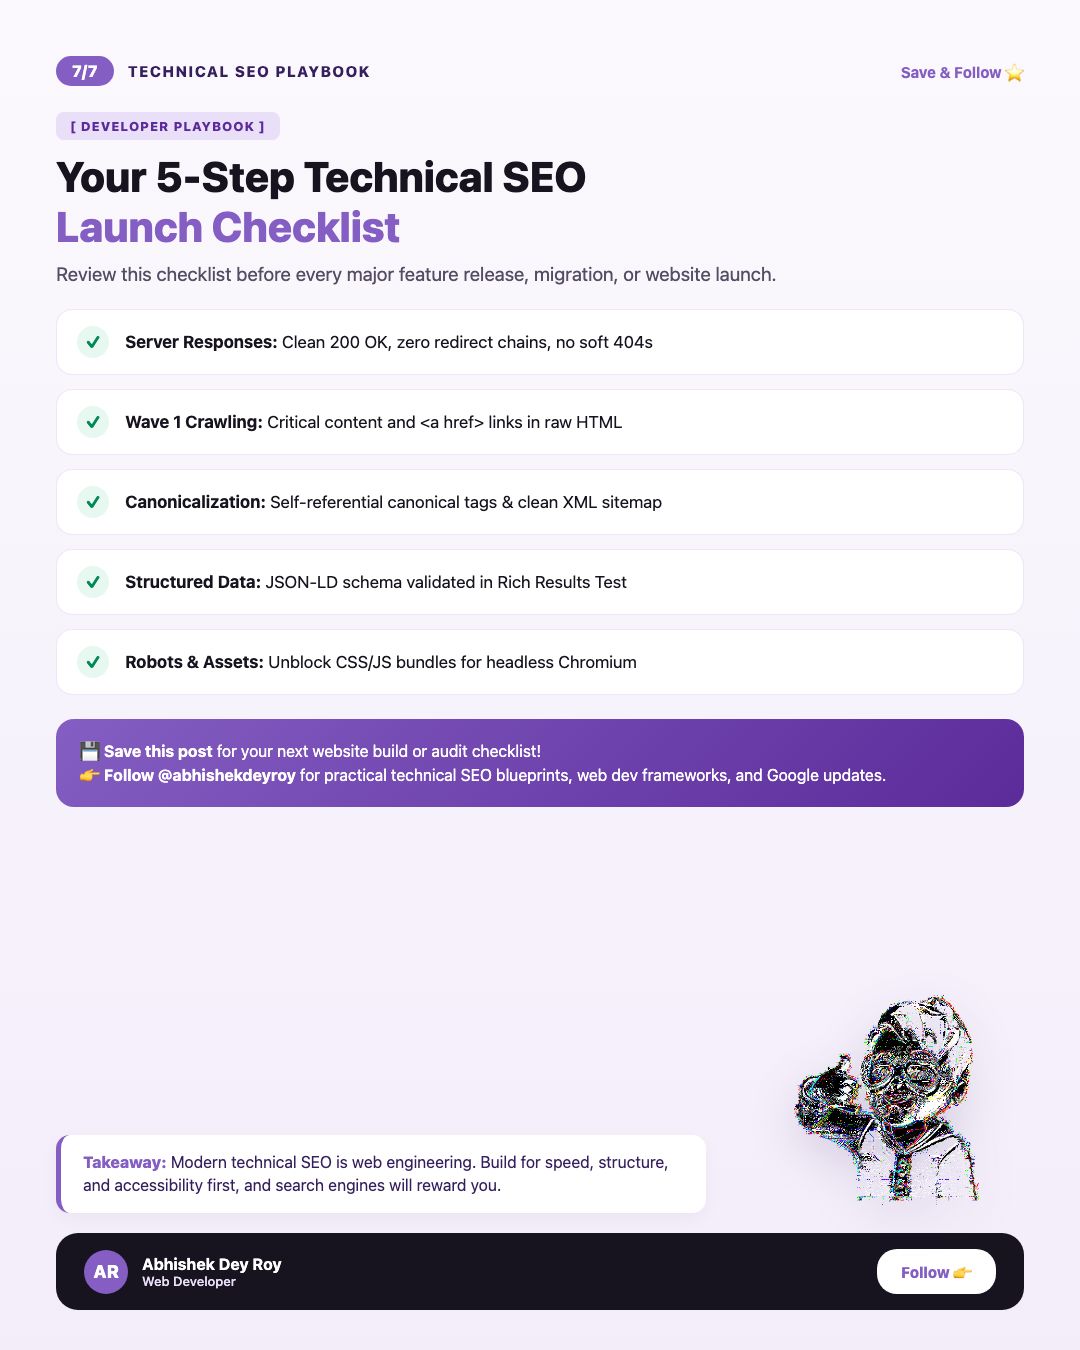 7/7 TECHNICAL SEO PLAYBOOK
Save & Follow ⭐
[ DEVELOPER PLAYBOOK ]
Your 5-Step Technical SEO
Launch Checklist
Review this checklist before every major feature release, migration, or website launch.
Server Responses: Clean 200 OK, zero redirect chains, no soft 404s
Wave 1 Crawling: Critical content and <a href> links in raw HTML
Canonicalization: Self-referential canonical tags & clean XML sitemap
Structured Data: JSON-LD schema validated in Rich Results Test
Robots & Assets: Unblock CSS/JS bundles for headless Chromium
💾 Save this post for your next website build or audit checklist!
👉 Follow @abhishekdeyroy for practical technical SEO blueprints, web dev frameworks, and Google updates.
Takeaway: Modern technical SEO is web engineering. Build for speed, structure,
and accessibility first, and search engines will reward you.
AR
Abhishek Dey Roy
Web Developer
Follow 👉